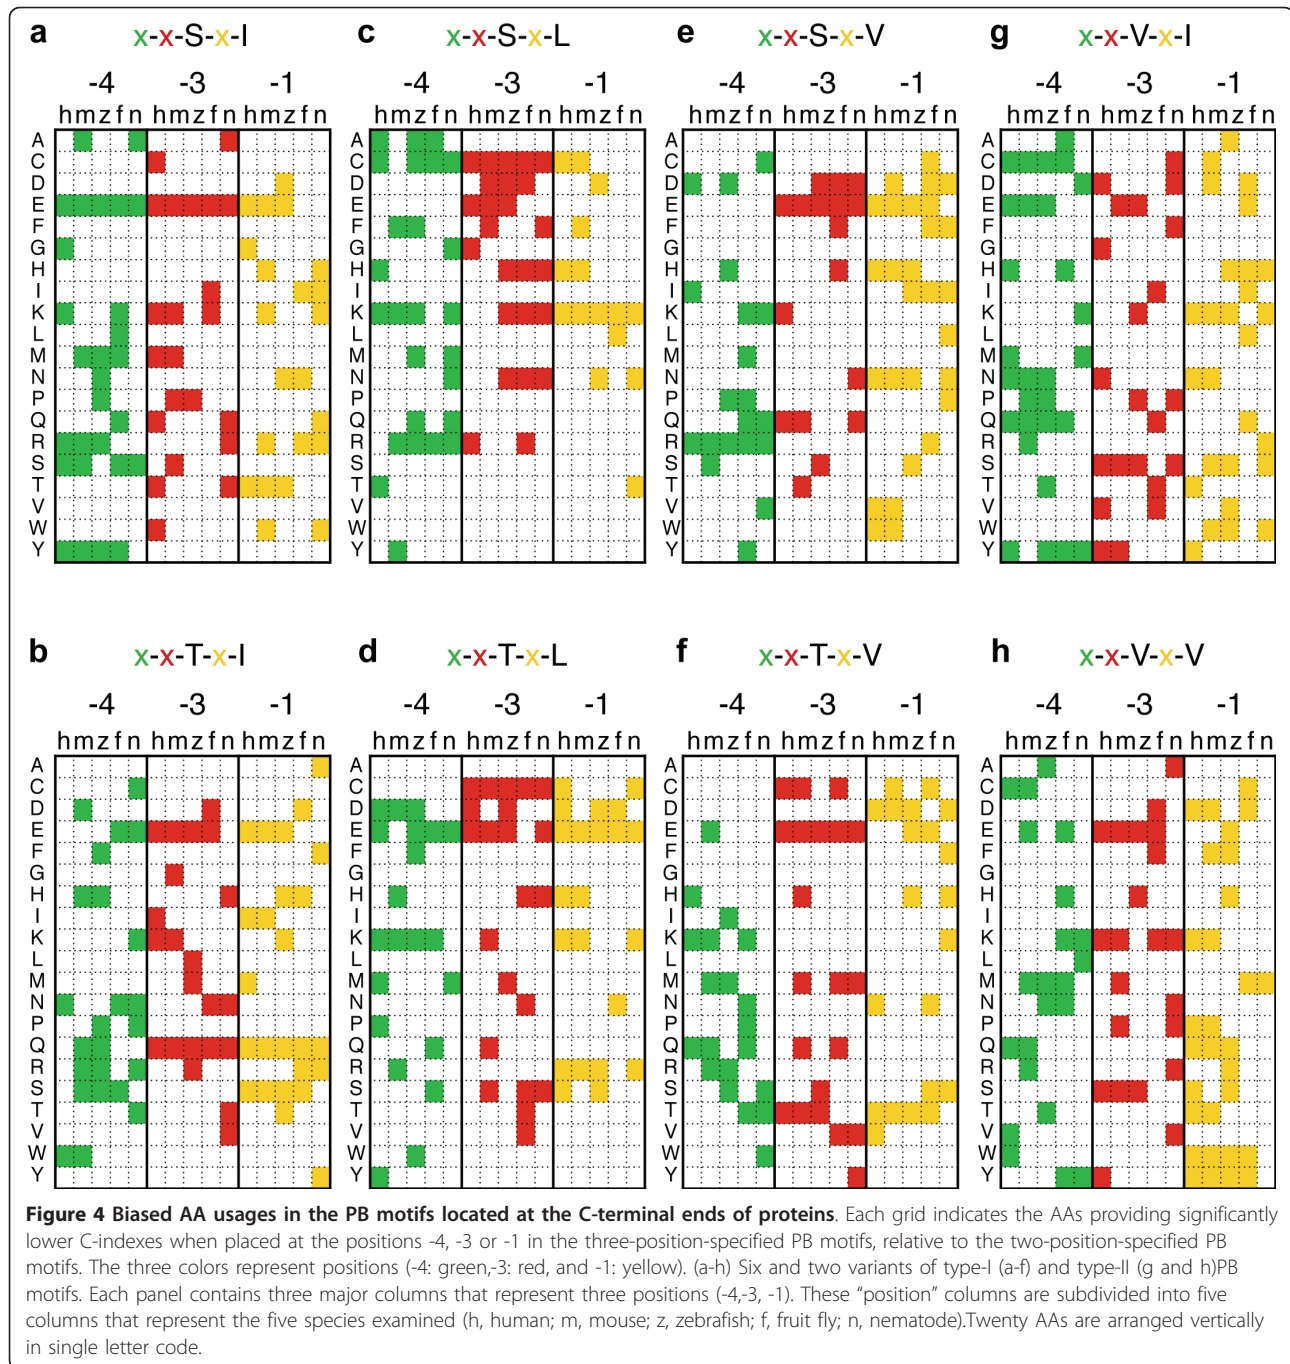 a x-x-S-x-I
c x-x-S-x-L
e x-x-S-x-V
g x-x-V-x-I
-4 -3 -1 -4 -3 -1 -4 -3 -1 -4 -3 -1
h m z f n h m z f n h m z f n h m z f n h m z f n h m z f n h m z f n h m z f n h m z f n h m z f n h m z f n h m z f n
A A A A
C C C C
D D D D
E E E E
F F F F
G G G G
H H H H
I I I I
K K K K
L L L L
M M M M
N N N N
P P P P
Q Q Q Q
R R R R
S S S S
T T T T
V V V V
W W W W
Y Y Y Y
b x-x-T-x-I
d x-x-T-x-L
f x-x-T-x-V
h x-x-V-x-V
-4 -3 -1 -4 -3 -1 -4 -3 -1 -4 -3 -1
h m z f n h m z f n h m z f n h m z f n h m z f n h m z f n h m z f n h m z f n h m z f n h m z f n h m z f n h m z f n
A A A A
C C C C
D D D D
E E E E
F F F F
G G G G
H H H H
I I I I
K K K K
L L L L
M M M M
N N N N
P P P P
Q Q Q Q
R R R R
S S S S
T T T T
V V V V
W W W W
Y Y Y Y
Figure 4 Biased AA usages in the PB motifs located at the C-terminal ends of proteins. Each grid indicates the AAs providing significantly
lower C-indexes when placed at the positions -4, -3 or -1 in the three-position-specified PB motifs, relative to the two-position-specified PB
motifs. The three colors represent positions (-4: green,-3: red, and -1: yellow). (a-h) Six and two variants of type-I (a-f) and type-II (g and h)PB
motifs. Each panel contains three major columns that represent three positions (-4,-3, -1). These “position” columns are subdivided into five
columns that represent the five species examined (h, human; m, mouse; z, zebrafish; f, fruit fly; n, nematode).Twenty AAs are arranged vertically
in single letter code.